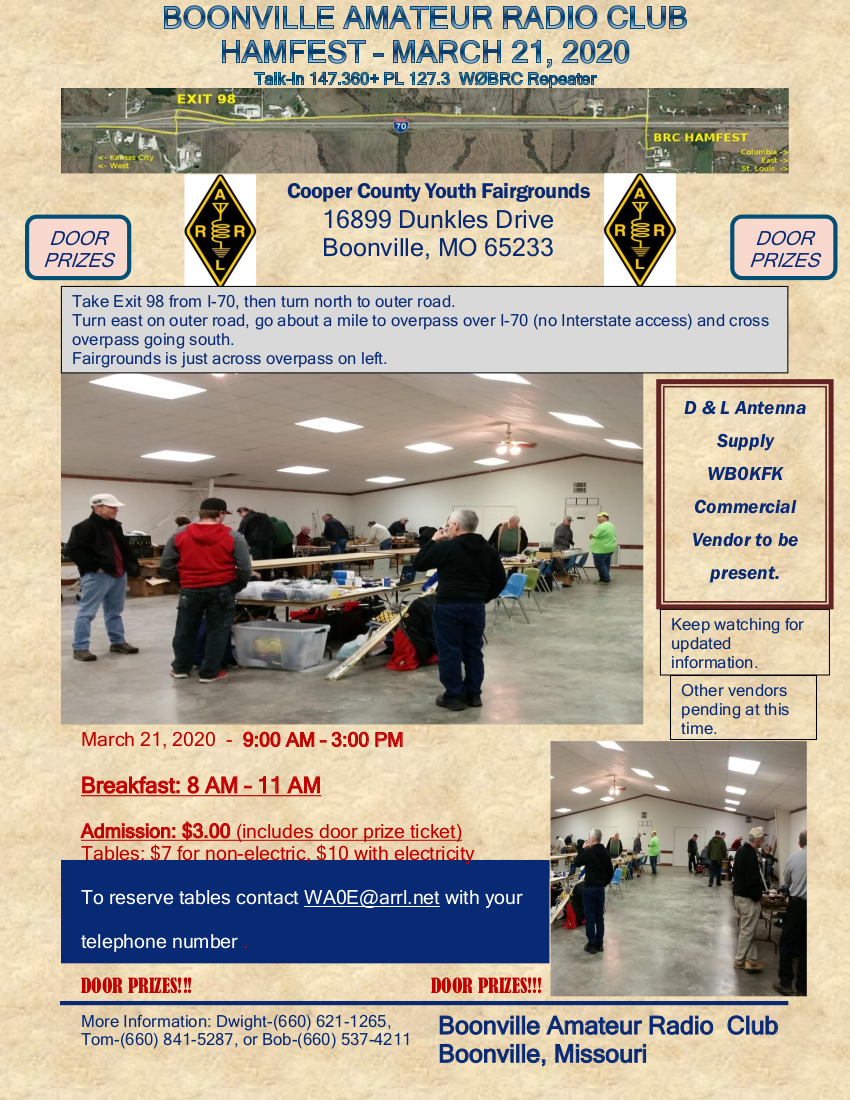 BOONVILLE AMATEUR RADIO CLUB
HAMFEST – MARCH 21, 2020
Talk-in 147.360+ PL 127.3 WØBRC Repeater
EXIT 98
70
BRC HAMFEST
<- Kansas City
<- West
Columbia ->
East ->
St. Louis ->
Cooper County Youth Fairgrounds
16899 Dunkles Drive
Boonville, MO 65233
A
R R
L
A
R R
L
DOOR
PRIZES
DOOR
PRIZES
Take Exit 98 from I-70, then turn north to outer road.
Turn east on outer road, go about a mile to overpass over I-70 (no Interstate access) and cross
overpass going south.
Fairgrounds is just across overpass on left.
D & L Antenna
Supply
WB0KFK
Commercial
Vendor to be
present.
Keep watching for
updated
information.
Other vendors
pending at this
time.
March 21, 2020 - 9:00 AM – 3:00 PM
Breakfast: 8 AM – 11 AM
Admission: $3.00 (includes door prize ticket)
Tables: $7 for non-electric, $10 with electricity
To reserve tables contact WA0E@arrl.net with your
telephone number .
DOOR PRIZES!!!
DOOR PRIZES!!!
More Information: Dwight-(660) 621-1265,
Tom-(660) 841-5287, or Bob-(660) 537-4211
Boonville Amateur Radio Club
Boonville, Missouri